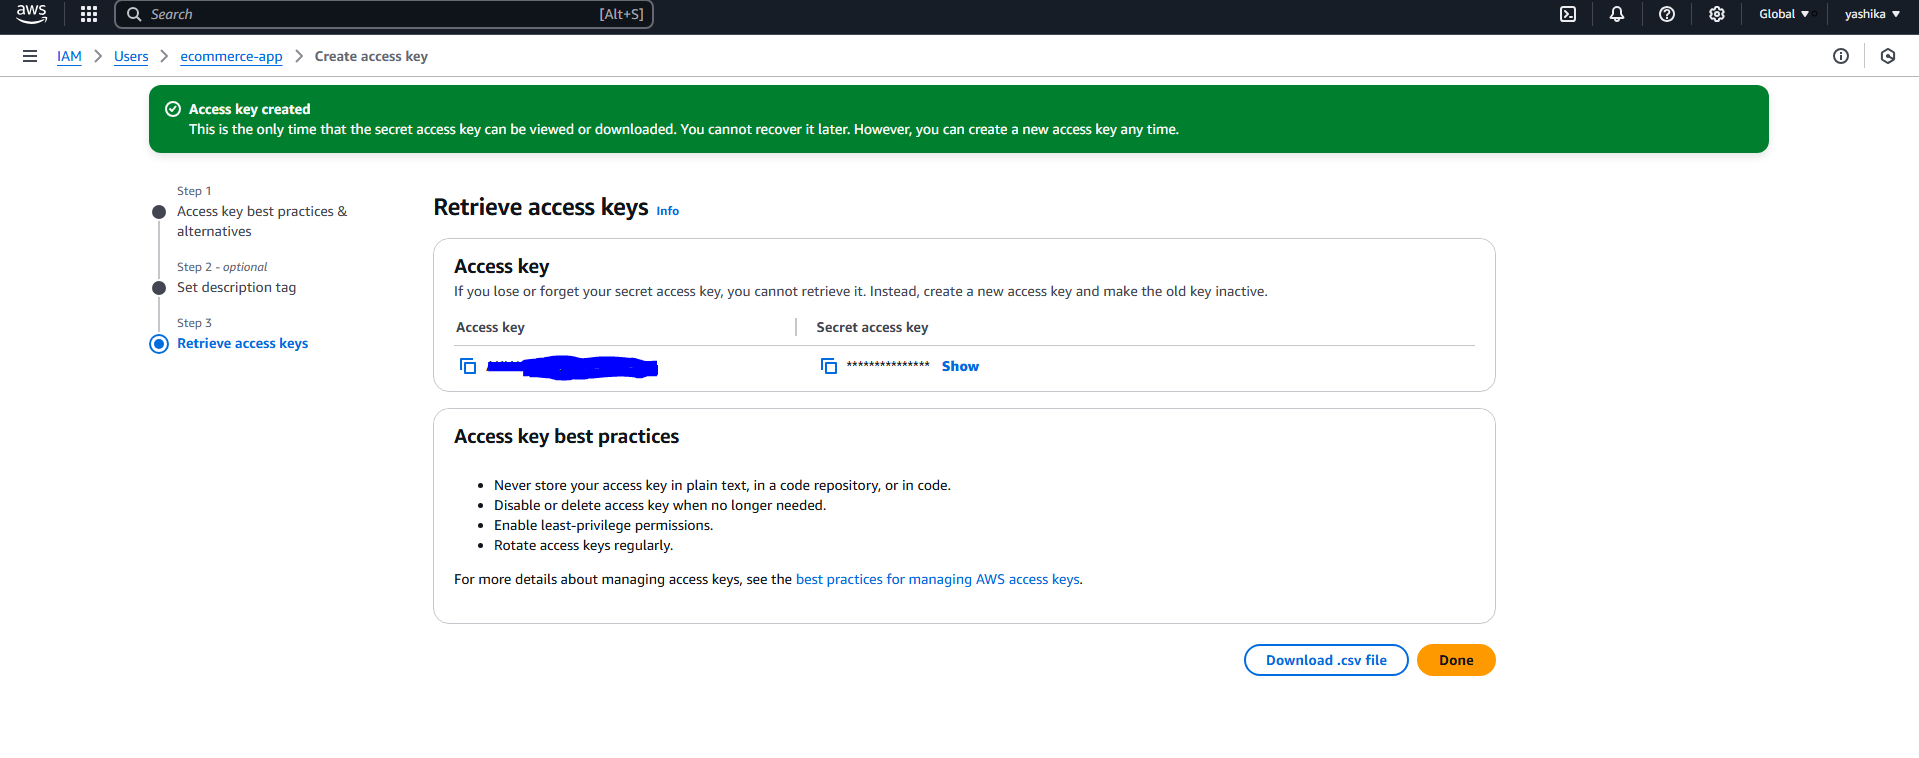 aws
Search [Alt+S]
Global
yashika
IAM
Users
ecommerce-app
Create access key
Access key created
This is the only time that the secret access key can be viewed or downloaded. You cannot recover it later. However, you can create a new access key any time.
Step 1
Access key best practices &
alternatives
Step 2 - optional
Set description tag
Step 3
Retrieve access keys
Retrieve access keys Info
Access key
If you lose or forget your secret access key, you cannot retrieve it. Instead, create a new access key and make the old key inactive.
Access key
Secret access key
*************** Show
Access key best practices
• Never store your access key in plain text, in a code repository, or in code.
• Disable or delete access key when no longer needed.
• Enable least-privilege permissions.
• Rotate access keys regularly.
For more details about managing access keys, see the best practices for managing AWS access keys.
Download .csv file
Done